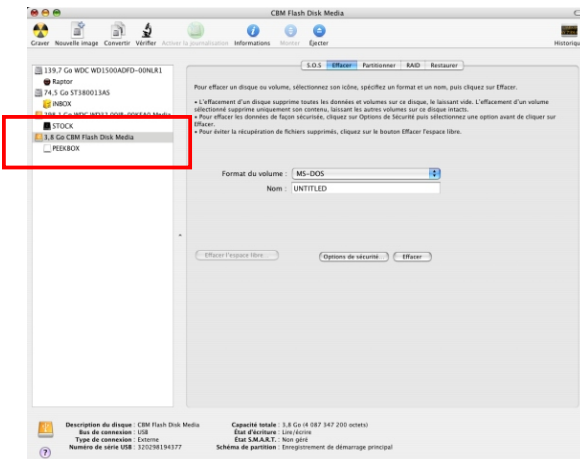 CBM Flash Disk Media
Graver Nouvelle image Convertir Vérifier Activer la journalisation Informations Monter Éjecter Historique
S.O.S Effacer Partitionner RAID Restaurer
139,7 Go WDC WD1500ADFD-00NLR1
Raptor
74,5 Go ST380013AS
INBOX
STOCK
3,8 Go CBM Flash Disk Media
PEEKBOX
Pour effacer un disque ou volume, sélectionnez son icône, spécifiez un format et un nom, puis cliquez sur Effacer.
• L'effacement d'un disque supprime toutes les données et volumes sur ce disque, le laissant vide. L'effacement d'un volume
sélectionné supprime uniquement son contenu, laissant les autres volumes sur ce disque intacts.
• Pour effacer les données de façon sécurisée, cliquez sur Options de Sécurité puis sélectionnez une option avant de cliquer sur
Effacer.
• Pour éviter la récupération de fichiers supprimés, cliquez sur le bouton Effacer l'espace libre.
Format du volume : MS-DOS
Nom : UNTITLED
Effacer l'espace libre... Options de sécurité... Effacer
Description du disque : CBM Flash Disk Media
Bus de connexion : USB
Type de connexion : Externe
Numéro de série USB : 320298194377
Capacité totale : 3,8 Go (4 087 347 200 octets)
État d'écriture : Lire/écrire
État S.M.A.R.T. : Non géré
Schéma de partition : Enregistrement de démarrage principal
?